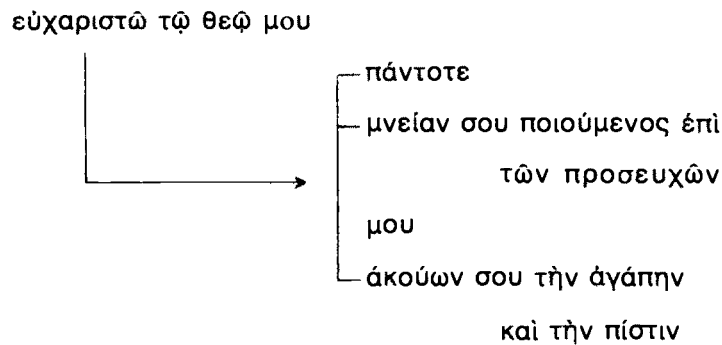 εὐχαριστῶ τῷ θεῷ μου
πάντοτε
μνείαν σου ποιούμενος ἐπὶ
τῶν προσευχῶν
μου
ἀκούων σου τὴν ἀγάπην
καὶ τὴν πίστιν